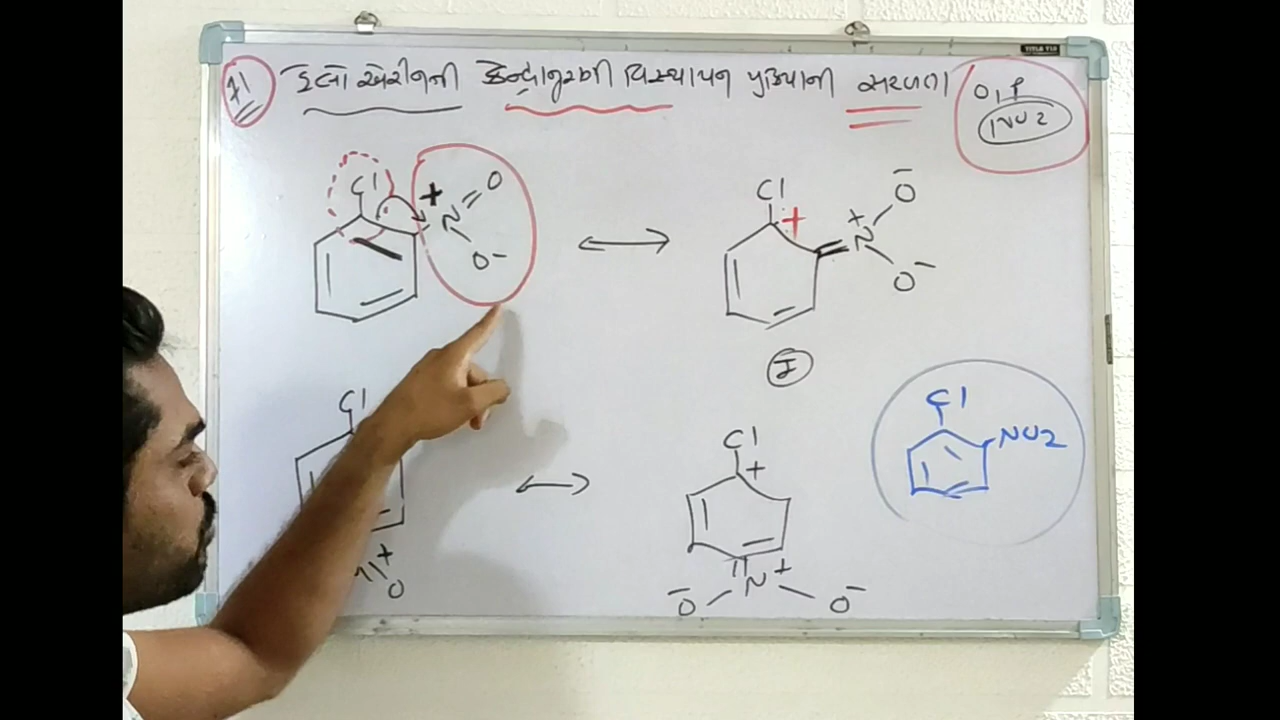 હેલો એરીનની કેન્દ્રાનુરાગી વિસ્થાપન પ્રક્રિયાની સરળતા
O, P
NO2
Cl
+
N
O
O-
Cl
+
+
N
O-
O-
I
Cl
NO2
Cl
+
O
Cl
+
N +
O-
O-